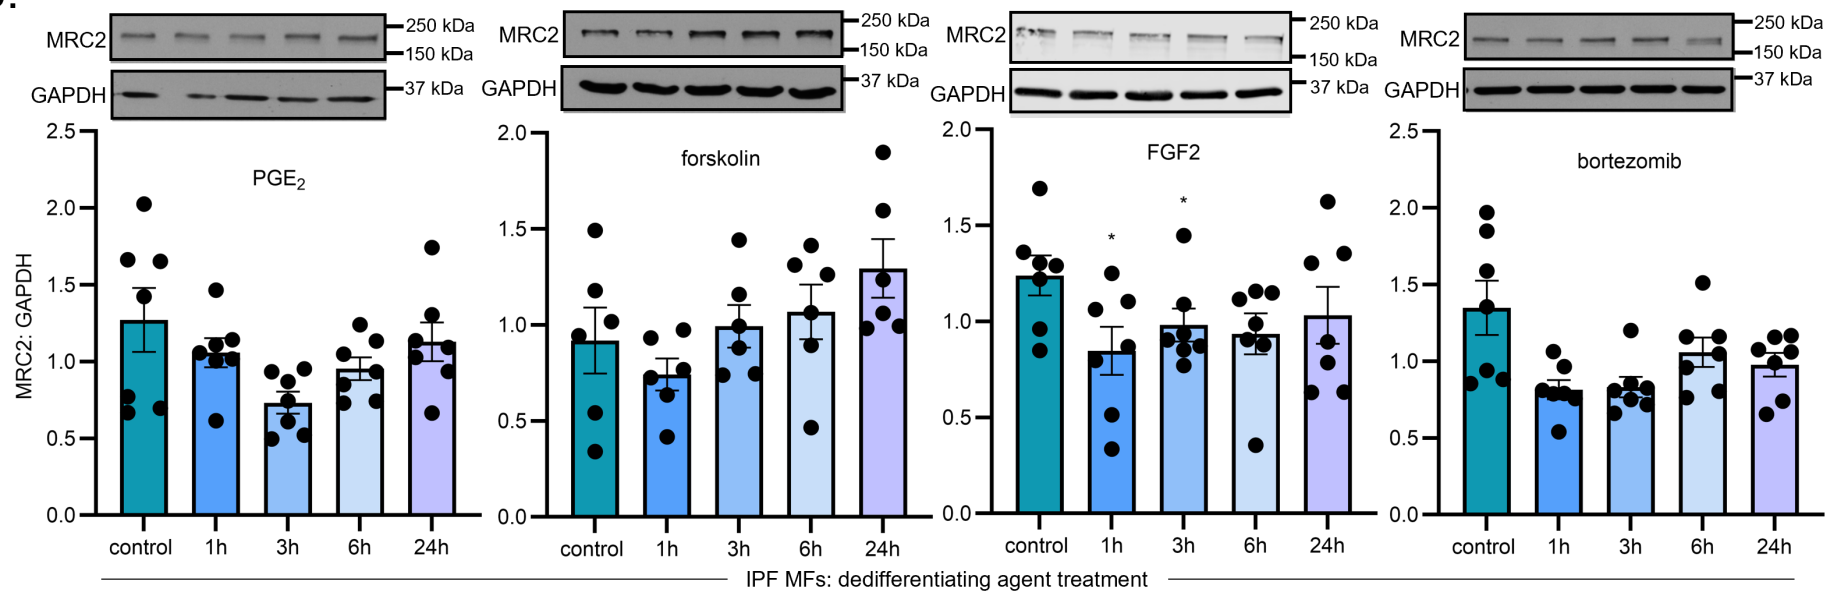 MRC2
250 kDa
150 kDa
GAPDH
37 kDa
MRC2
250 kDa
150 kDa
GAPDH
37 kDa
MRC2
250 kDa
150 kDa
GAPDH
37 kDa
MRC2
250 kDa
150 kDa
GAPDH
37 kDa
MRC2: GAPDH
PGE2
2.5
2.0
1.5
1.0
0.5
0.0
control 1h 3h 6h 24h
forskolin
2.0
1.5
1.0
0.5
0.0
control 1h 3h 6h 24h
FGF2
2.0
1.5
1.0
0.5
0.0
* *
control 1h 3h 6h 24h
bortezomib
2.5
2.0
1.5
1.0
0.5
0.0
control 1h 3h 6h 24h
IPF MFs: dedifferentiating agent treatment